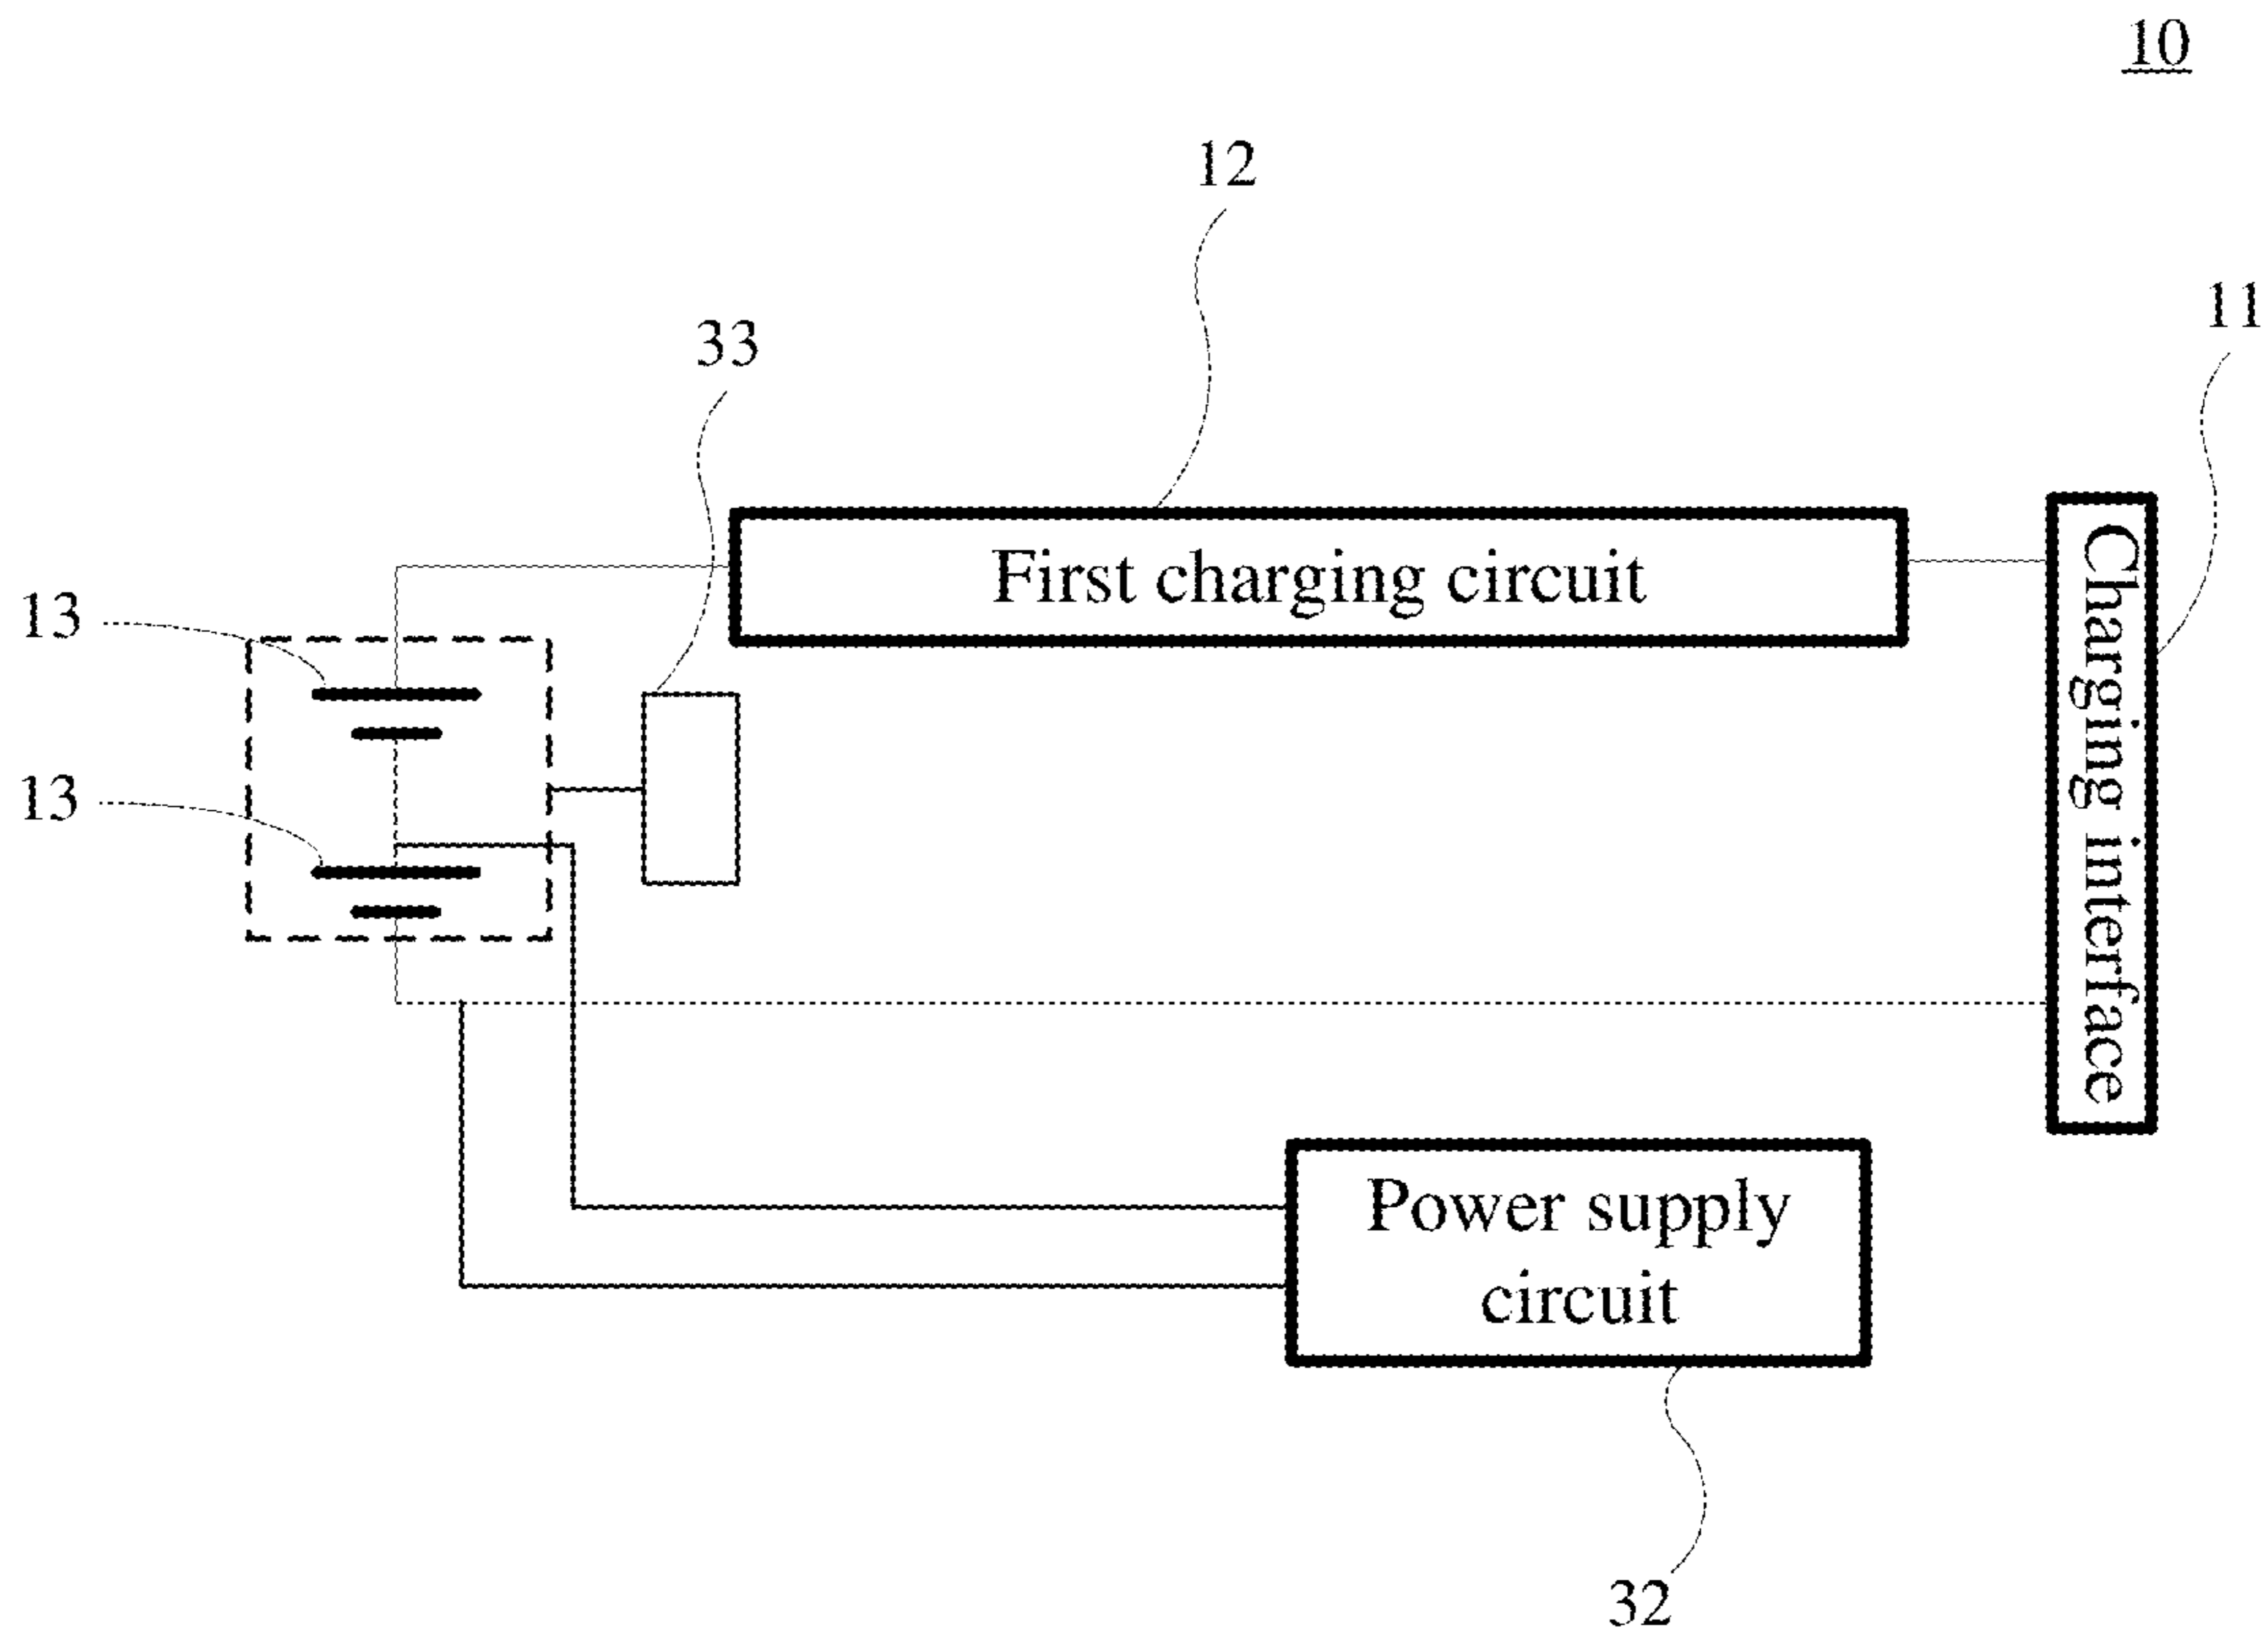 10
12
11
33
First charging circuit
13
13
Charging interface
Power supply
circuit
32